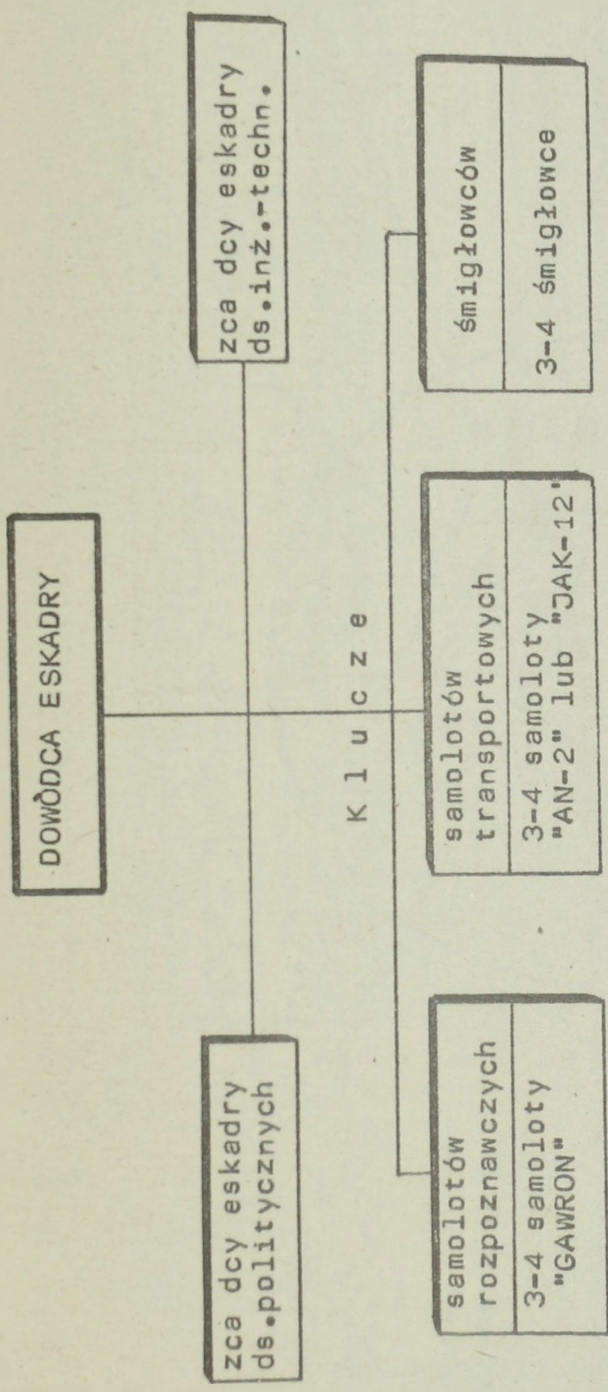 DOWÓDCA ESKADRY
zca dcy eskadry
ds.politycznych
zca dcy eskadry
ds.inż.-techn.
K l u c z e
samolotów
rozpoznawczych
3-4 samoloty
"GAWRON"
samolotów
transportowych
3-4 samoloty
"AN-2" lub "JAK-12"
śmigłowców
3-4 śmigłowce